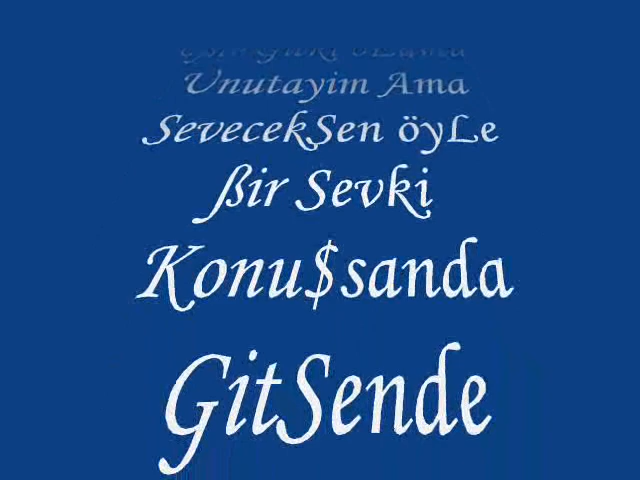 Unutayim Ama
SevecekSen öyLe
ßir Sevki
Konu$sanda
GitSende